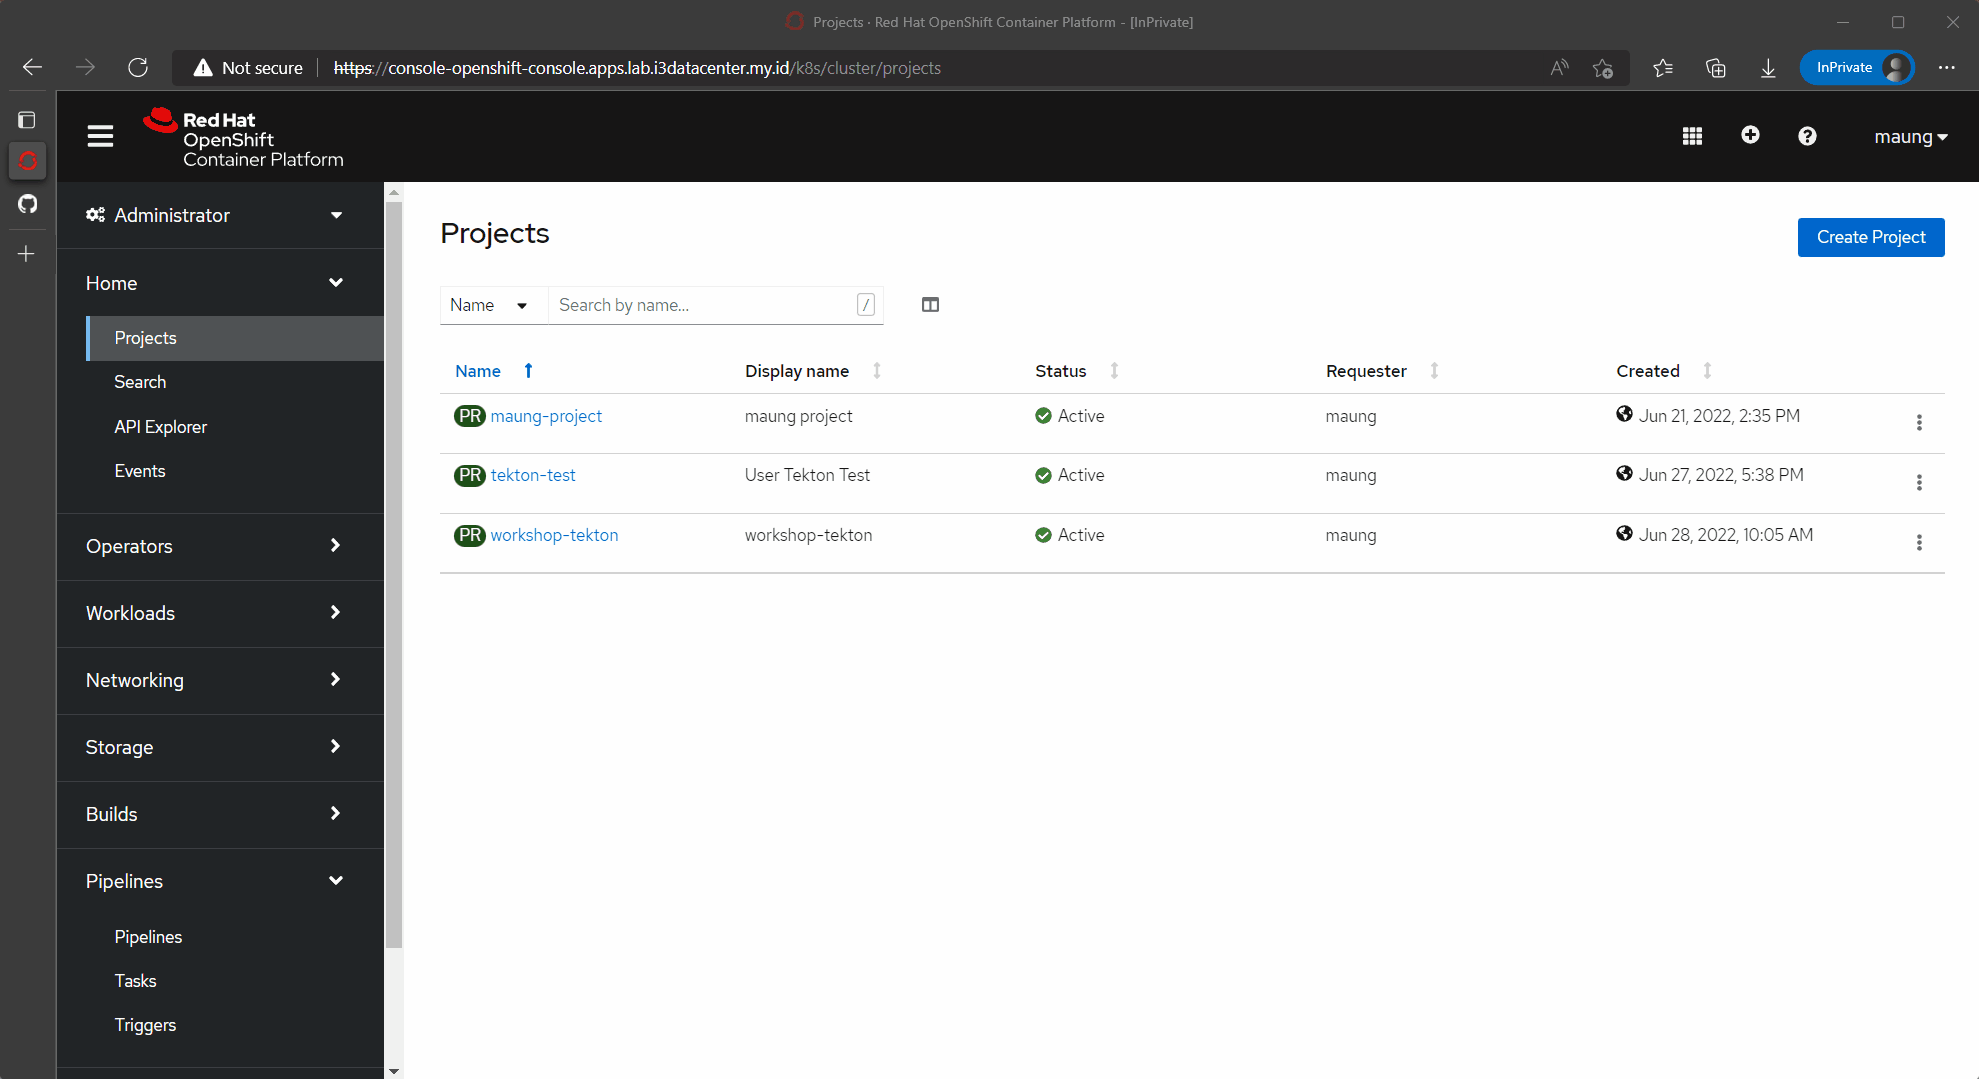 Projects · Red Hat OpenShift Container Platform - [InPrivate]
Not secure
https://console-openshift-console.apps.lab.i3datacenter.my.id/k8s/cluster/projects
InPrivate
Red Hat
OpenShift
Container Platform
maung
Administrator
Home
Projects
Search
API Explorer
Events
Operators
Workloads
Networking
Storage
Builds
Pipelines
Pipelines
Tasks
Triggers
Projects
Create Project
Name Search by name... /
Name Display name Status Requester Created
PR maung-project maung project Active maung Jun 21, 2022, 2:35 PM
PR tekton-test User Tekton Test Active maung Jun 27, 2022, 5:38 PM
PR workshop-tekton workshop-tekton Active maung Jun 28, 2022, 10:05 AM